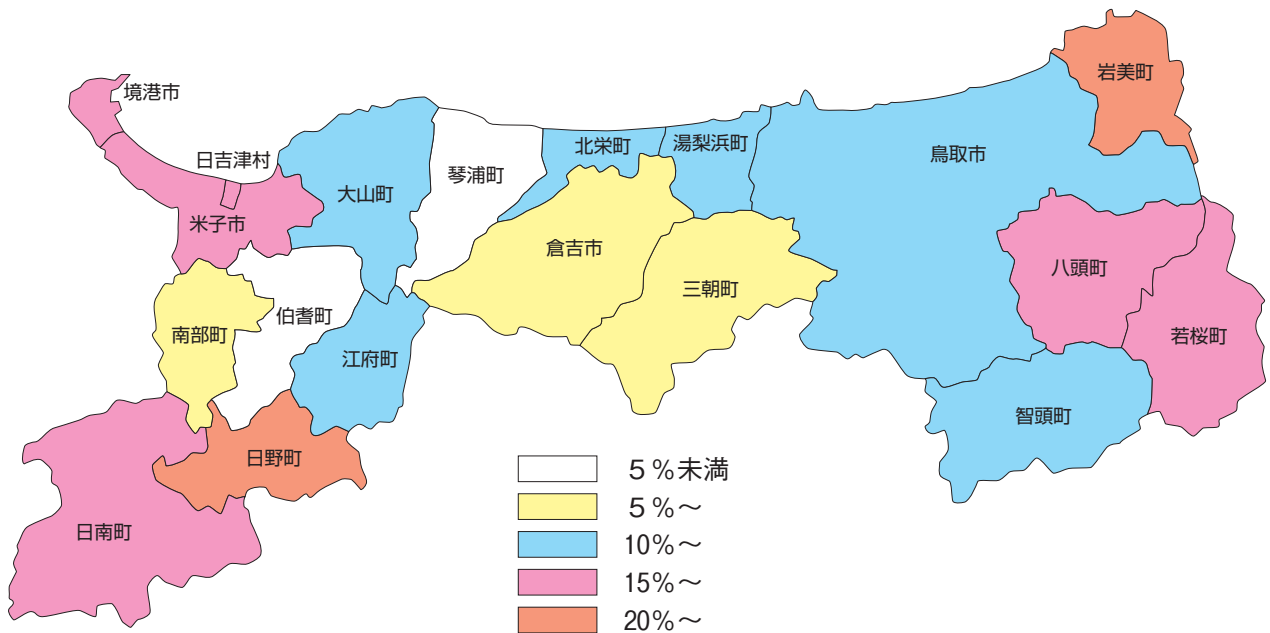 境港市
日吉津村
米子市
大山町
琴浦町
北栄町
湯梨浜町
鳥取市
岩美町
倉吉市
三朝町
八頭町
若桜町
智頭町
南部町
伯耆町
江府町
日野町
日南町
5%未満
5%~
10%~
15%~
20%~